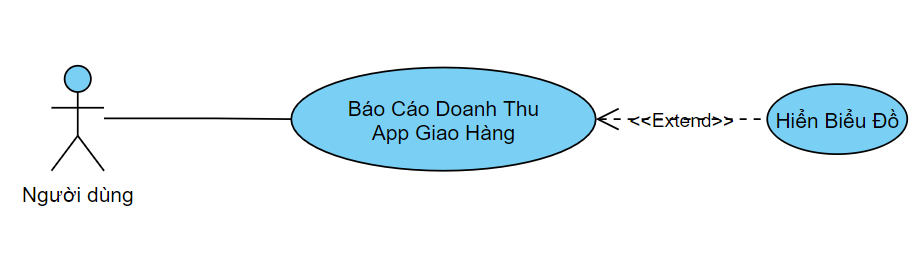 Báo Cáo Doanh Thu
App Giao Hàng
<<Extend>>
Hiển Biểu Đồ
Người dùng